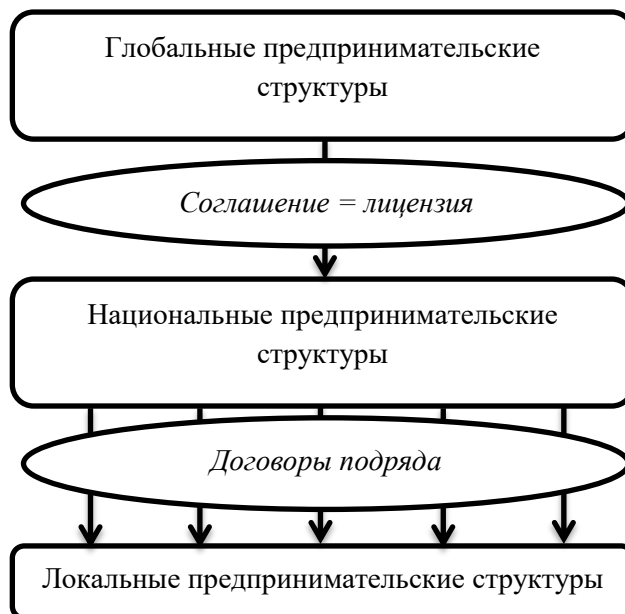 Глобальные предпринимательские
структуры
Соглашение = лицензия
Национальные предпринимательские
структуры
Договоры подряда
Локальные предпринимательские структуры